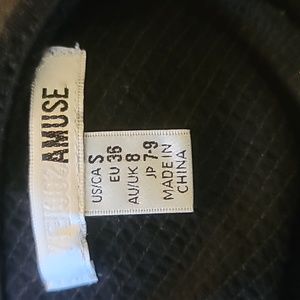 AMUSE
US/CA S
EU 36
AU/UK 8
JP 7-9
MADE IN
CHINA